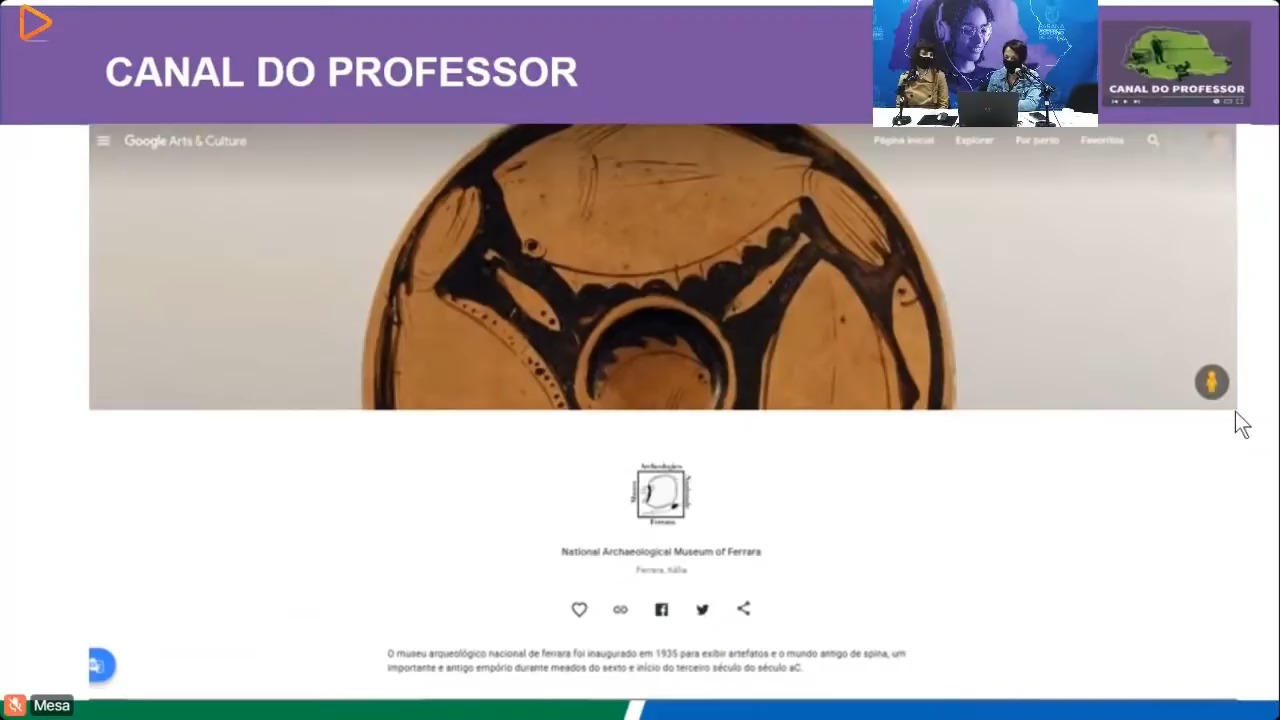 CANAL DO PROFESSOR
CANAL DO PROFESSOR
Google Arts & Culture
Página inicial
Explorar
Por perto
Favoritos
Ferrara
National Archaeological Museum of Ferrara
Ferrara, Itália
O museu arqueológico nacional de ferrara foi inaugurado em 1935 para exibir artefatos e o mundo antigo de spina, um
importante e antigo empório durante meados do sexto e início do terceiro século do século aC.
Mesa